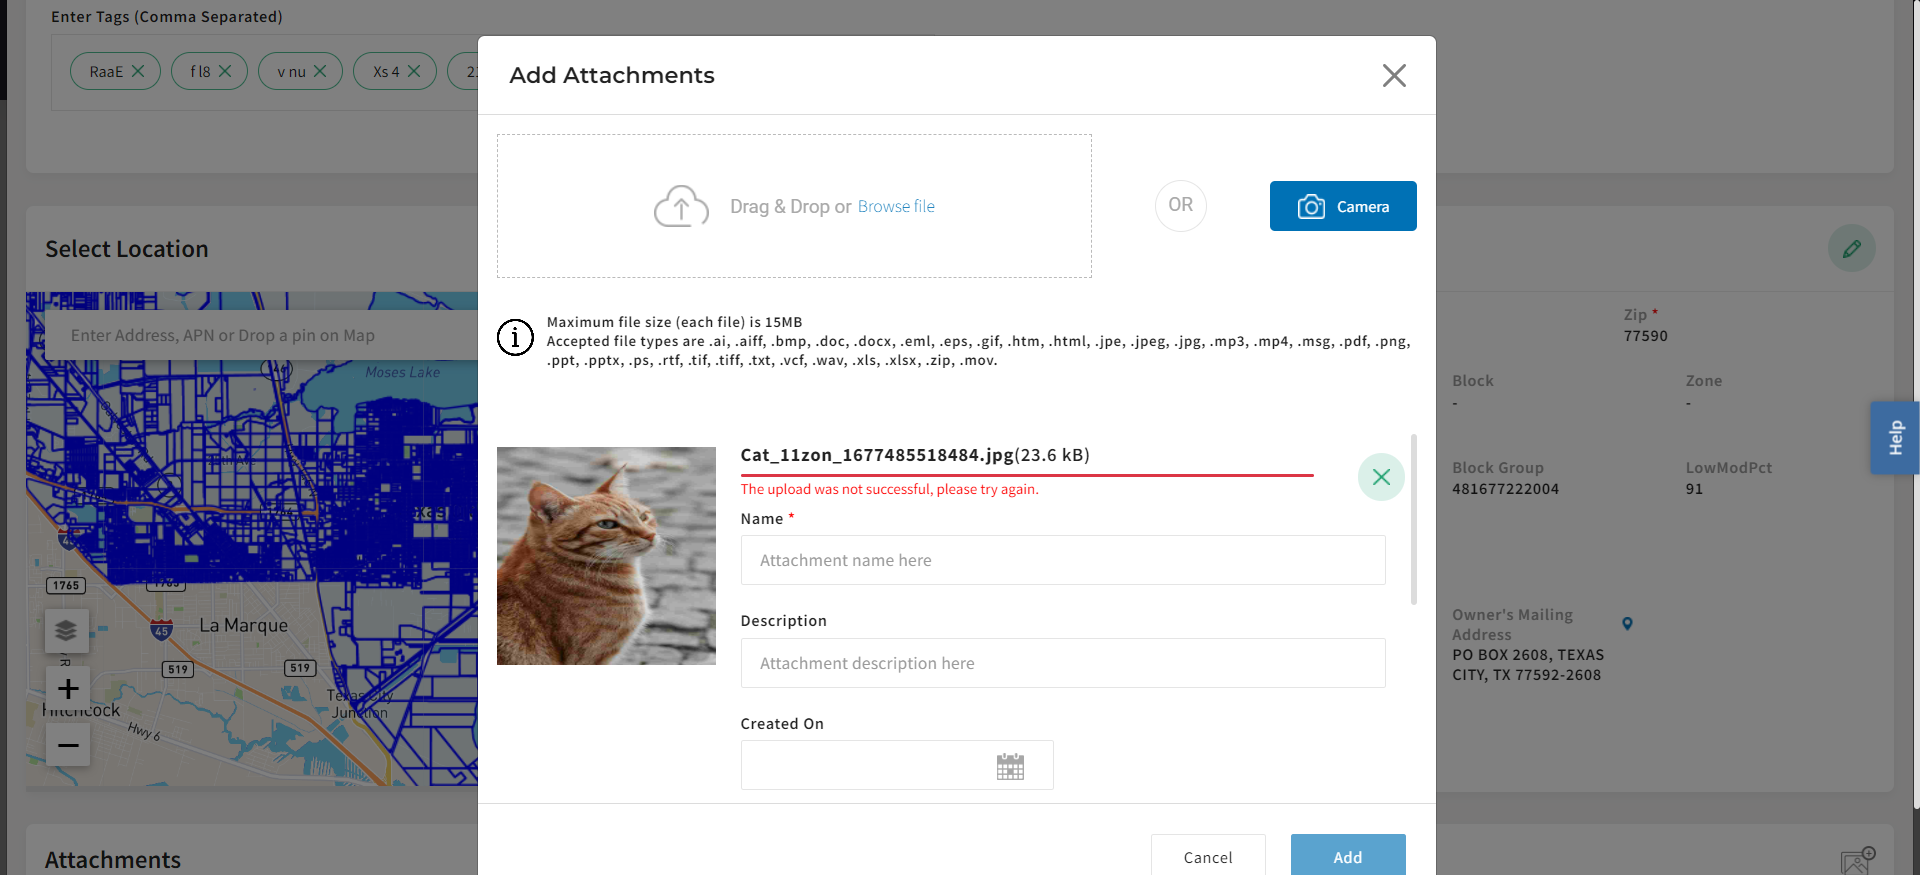 Enter Tags (Comma Separated)
RaaE
f l8
v nu
Xs 4
Add Attachments
Drag & Drop or Browse file
OR
Camera
Maximum file size (each file) is 15MB
Accepted file types are .ai, .aiff, .bmp, .doc, .docx, .eml, .eps, .gif, .htm, .html, .jpe, .jpeg, .jpg, .mp3, .mp4, .msg, .pdf, .png,
.ppt, .pptx, .ps, .rtf, .tif, .tiff, .txt, .vcf, .wav, .xls, .xlsx, .zip, .mov.
Cat_11zon_1677485518484.jpg(23.6 kB)
The upload was not successful, please try again.
Name *
Attachment name here
Description
Attachment description here
Created On
Cancel
Add
Select Location
Enter Address, APN or Drop a pin on Map
Moses Lake
1765
La Marque
45
519
519
Texas City
Junction
Hitchcock
Hwy 6
Zip *
77590
Block
-
Zone
-
Block Group
481677222004
LowModPct
91
Owner's Mailing
Address
PO BOX 2608, TEXAS
CITY, TX 77592-2608
Help
Attachments